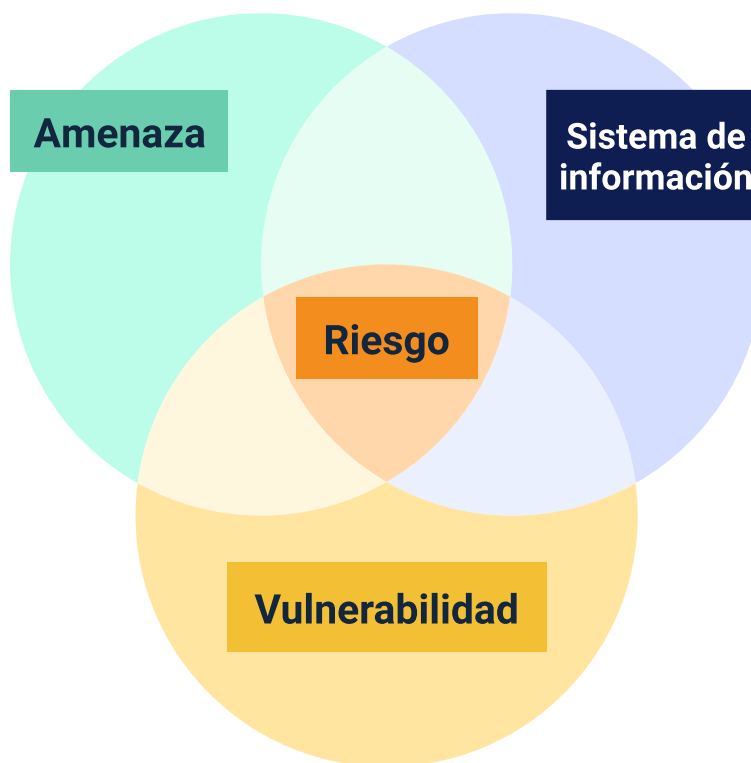 Amenaza
Sistema de
información
Riesgo
Vulnerabilidad